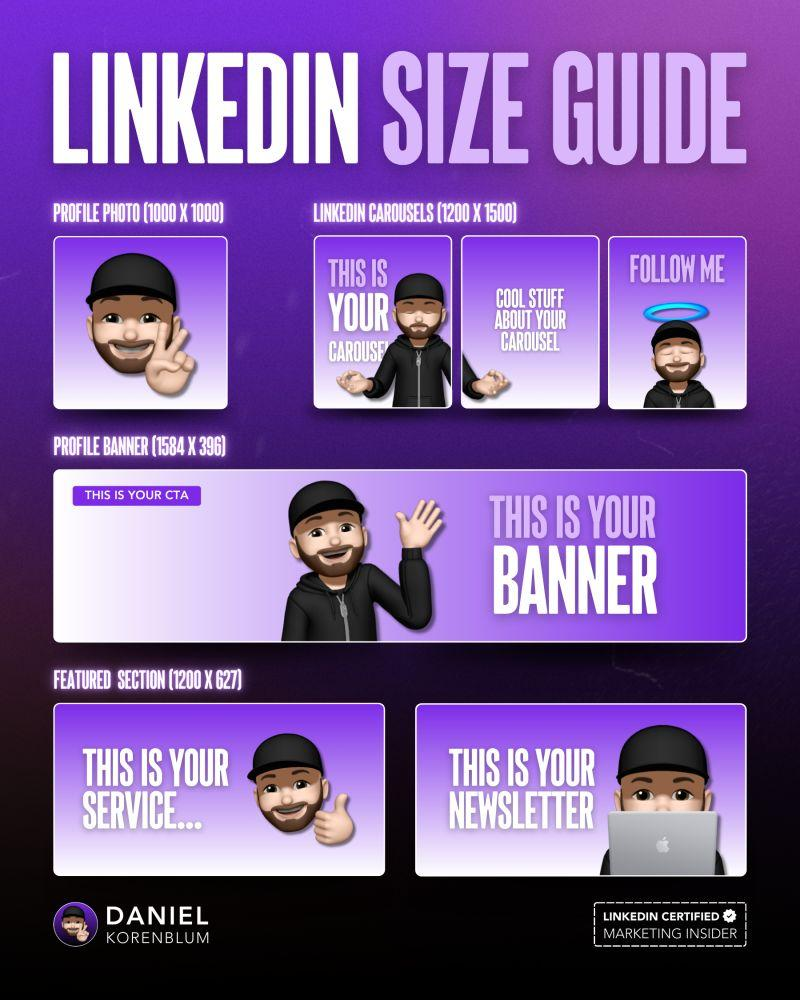 LINKEDIN SIZE GUIDE
PROFILE PHOTO (1000 X 1000)
LINKEDIN CAROUSELS (1200 X 1500)
THIS IS
YOUR
CAROUSEL
COOL STUFF
ABOUT YOUR
CAROUSEL
FOLLOW ME
PROFILE BANNER (1584 X 396)
THIS IS YOUR CTA
THIS IS YOUR
BANNER
FEATURED SECTION (1200 X 627)
THIS IS YOUR
SERVICE...
THIS IS YOUR
NEWSLETTER
DANIEL
KORENBLUM
LINKEDIN CERTIFIED
MARKETING INSIDER